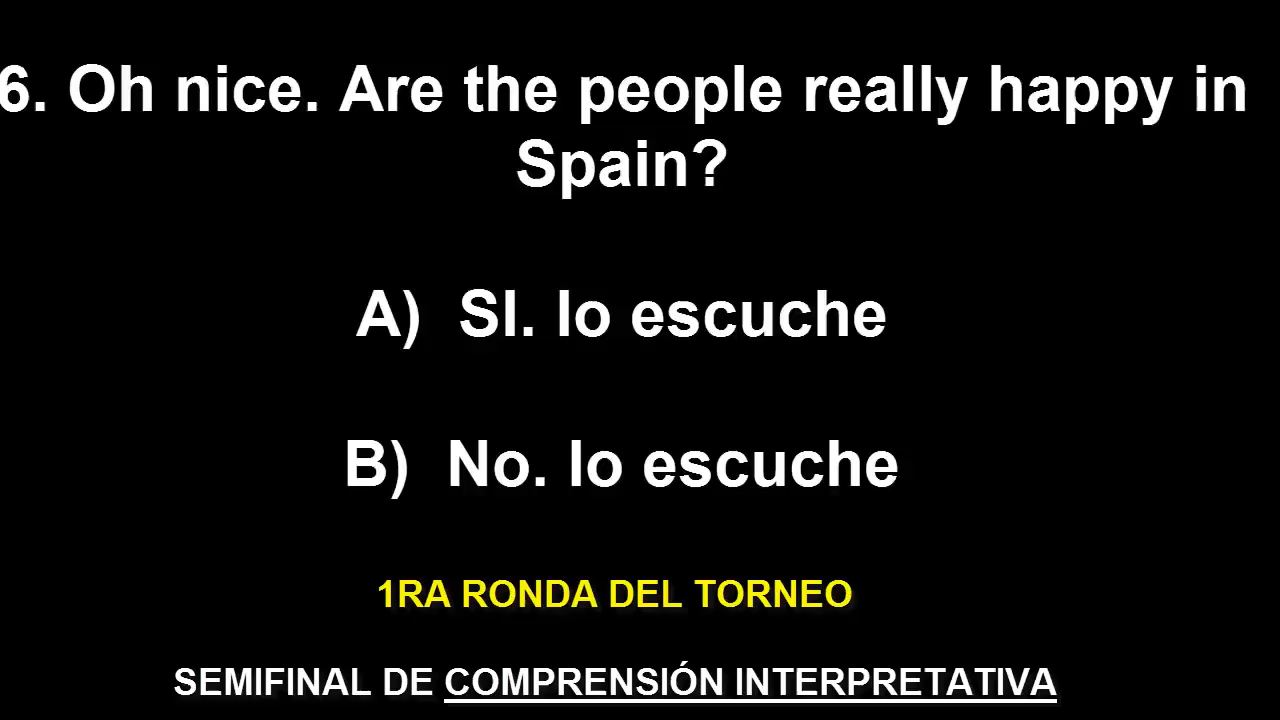 6. Oh nice. Are the people really happy in
Spain?
A) SI. lo escuche
B) No. lo escuche
1RA RONDA DEL TORNEO
SEMIFINAL DE COMPRENSIÓN INTERPRETATIVA